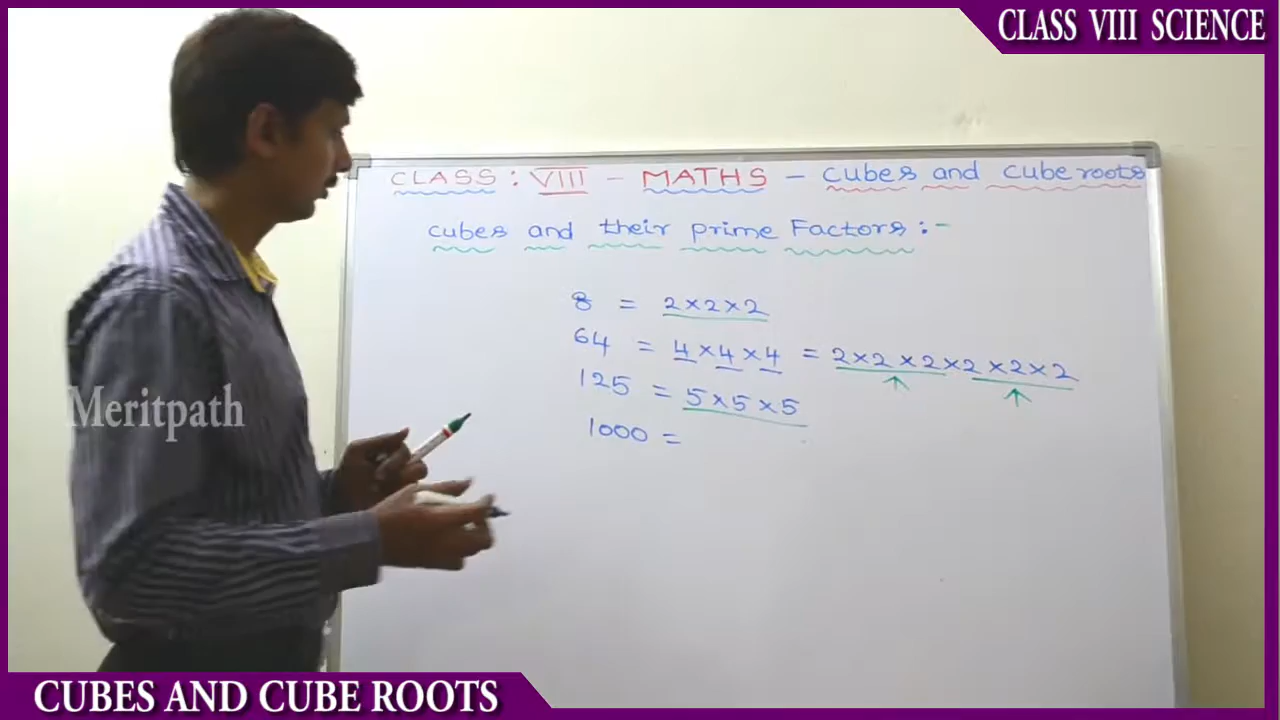 CLASS VIII SCIENCE
CLASS : VIII - MATHS - Cubes and Cube roots
cubes and their prime Factors :-
8 = 2×2×2
64 = 4×4×4 = 2×2×2×2×2×2
125 = 5×5×5
1000 =
Meritpath
CUBES AND CUBE ROOTS